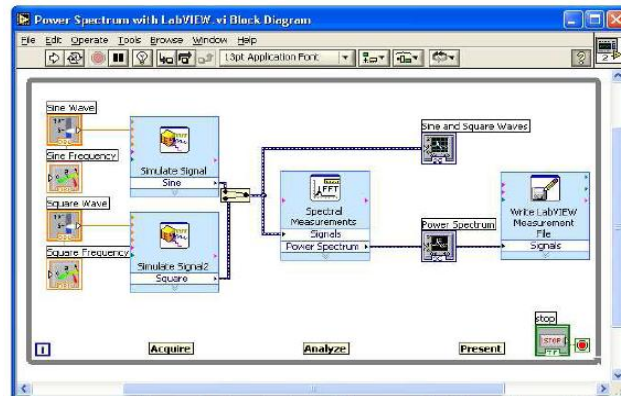 Power Spectrum with LabVIEW.vi Block Diagram
File Edit Operate Tools Browse Window Help
13pt Application Font
?
2
Sine Wave
Sine Frequency
Square Wave
Square Frequency
Simulate Signal
Sine
Simulate Signal2
Square
FFT
Spectral
Measurements
Signals
Power Spectrum
Sine and Square Waves
Power Spectrum
Write LabVIEW
Measurement
File
Signals
stop
STOP
i
Acquire
Analyze
Present